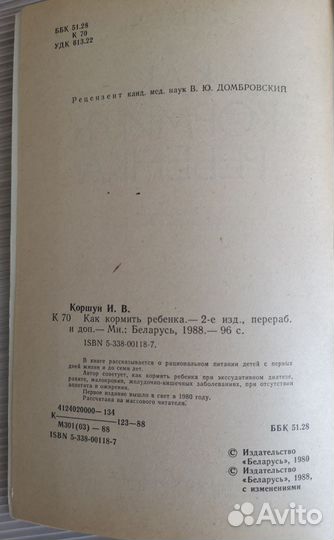 ББК 51.28
К 70
УДК 613.22
Рецензент канд. мед. наук В. Ю. ДОМБРОВСКИЙ
Коршун И. В.
К 70 Как кормить ребенка.— 2-е изд., перераб.
и доп.— Мн.: Беларусь, 1988.— 96 с.
ISBN 5-338-00118-7.
В книге рассказывается о рациональном питании детей с первых
дней жизни и до семи лет.
Автор советует, как кормить ребенка при экссудативном диатезе,
рахите, малокровии, желудочно-кишечных заболеваниях, при отсутствии
аппетита и ожирении.
Первое издание вышло в свет в 1980 году.
Рассчитана на массового читателя.
4124020000—134
К————123—88
М301(03)—88
ББК 51.28
ISBN 5-338-00118-7
© Издательство
«Беларусь», 1980
© Издательство
«Беларусь», 1988,
с изменениями
Avito